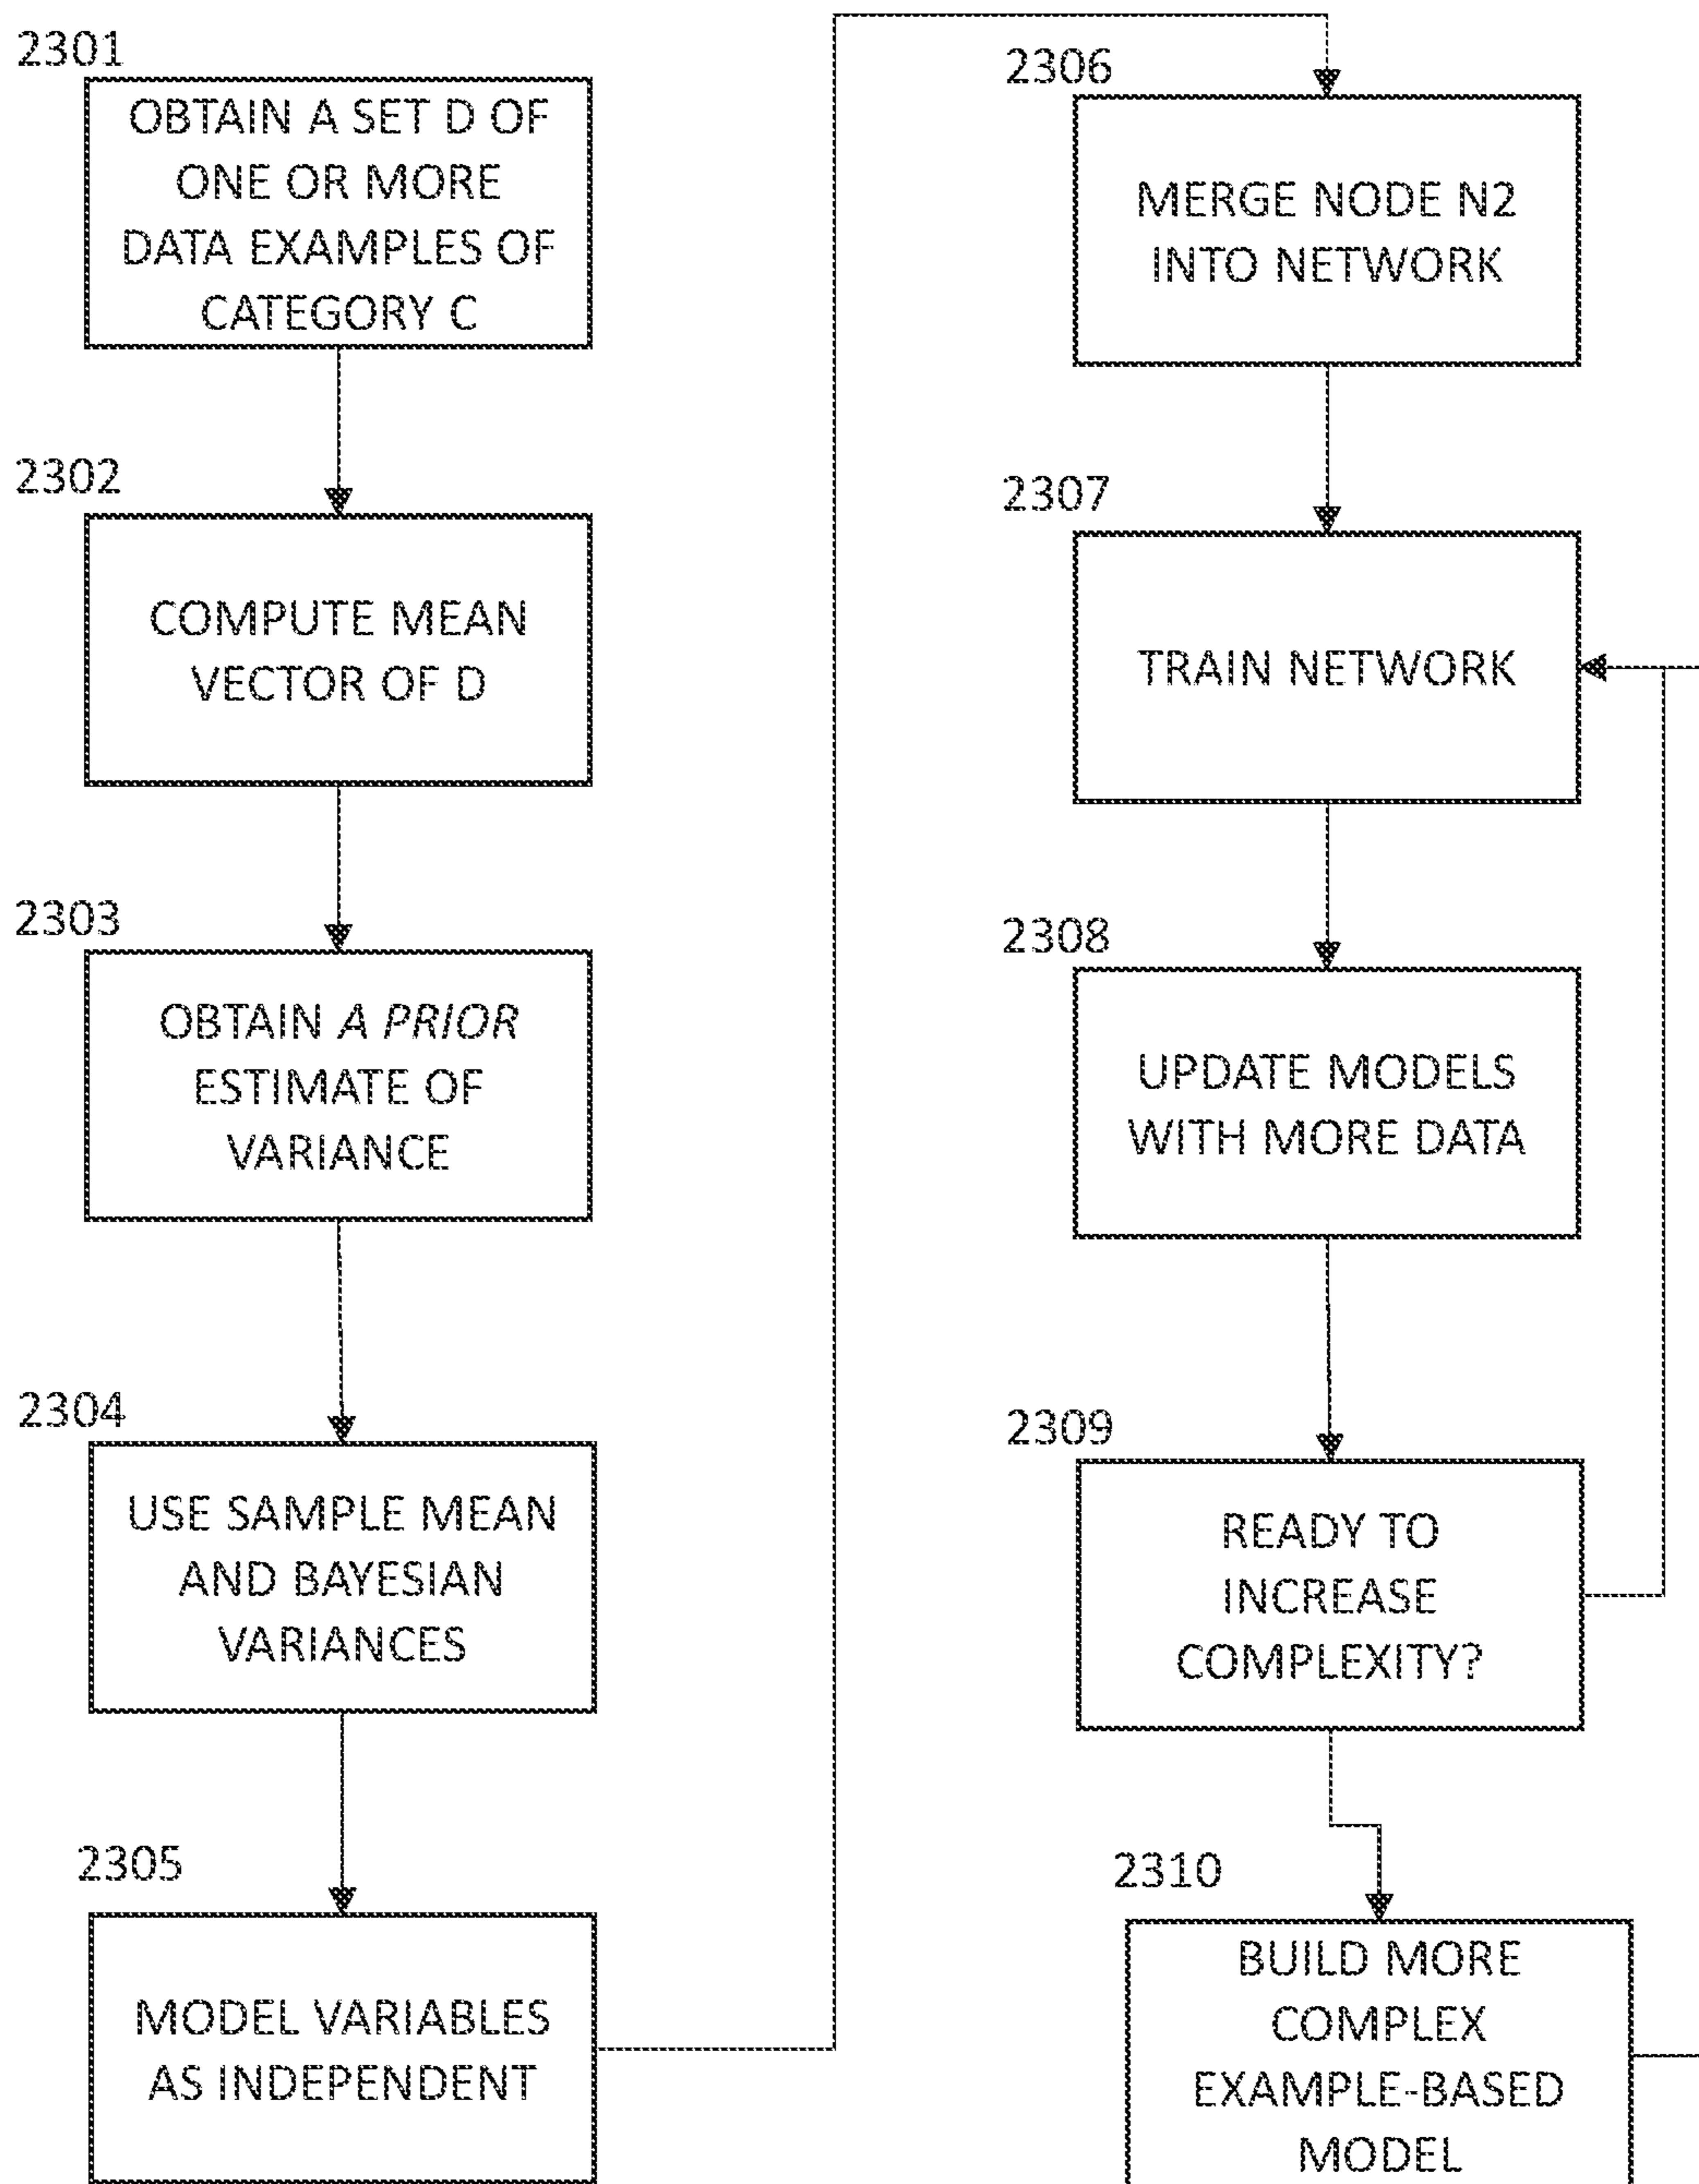 2301
OBTAIN A SET D OF
ONE OR MORE
DATA EXAMPLES OF
CATEGORY C
2302
COMPUTE MEAN
VECTOR OF D
2303
OBTAIN A PRIOR
ESTIMATE OF
VARIANCE
2304
USE SAMPLE MEAN
AND BAYESIAN
VARIANCES
2305
MODEL VARIABLES
AS INDEPENDENT
2306
MERGE NODE N2
INTO NETWORK
2307
TRAIN NETWORK
2308
UPDATE MODELS
WITH MORE DATA
2309
READY TO
INCREASE
COMPLEXITY?
2310
BUILD MORE
COMPLEX
EXAMPLE-BASED
MODEL